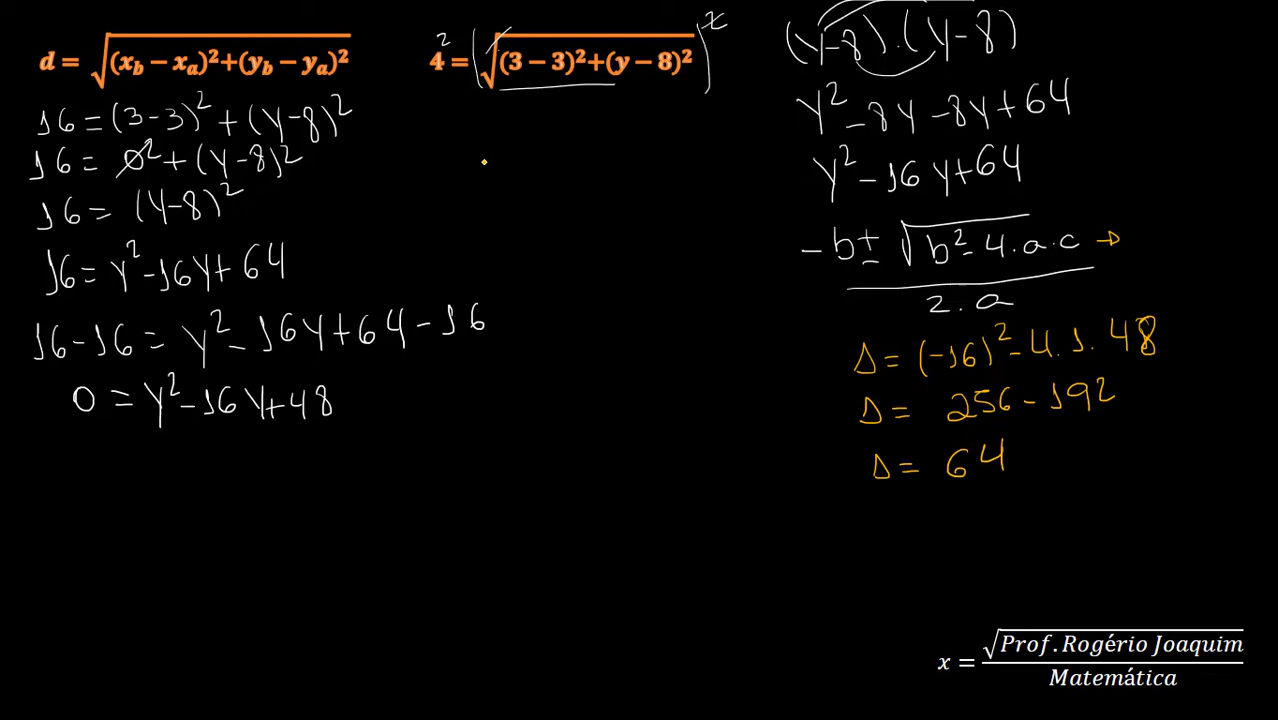 d = √(x_b − x_a)²+(y_b − y_a)²
16 = (3-3)² + (y-8)²
16 = 0² + (y-8)²
16 = (y-8)²
16 = y² - 16y + 64
16 - 16 = y² - 16y + 64 - 16
0 = y² - 16y + 48
4² = (√(3 − 3)²+(y − 8)²)²
(y-8).(y-8)
y² - 8y - 8y + 64
y² - 16y + 64
-b ± √b² - 4.a.c →
2.a
Δ = (-16)² - 4.1.48
Δ = 256 - 192
Δ = 64
x = √Prof.Rogério Joaquim
Matemática